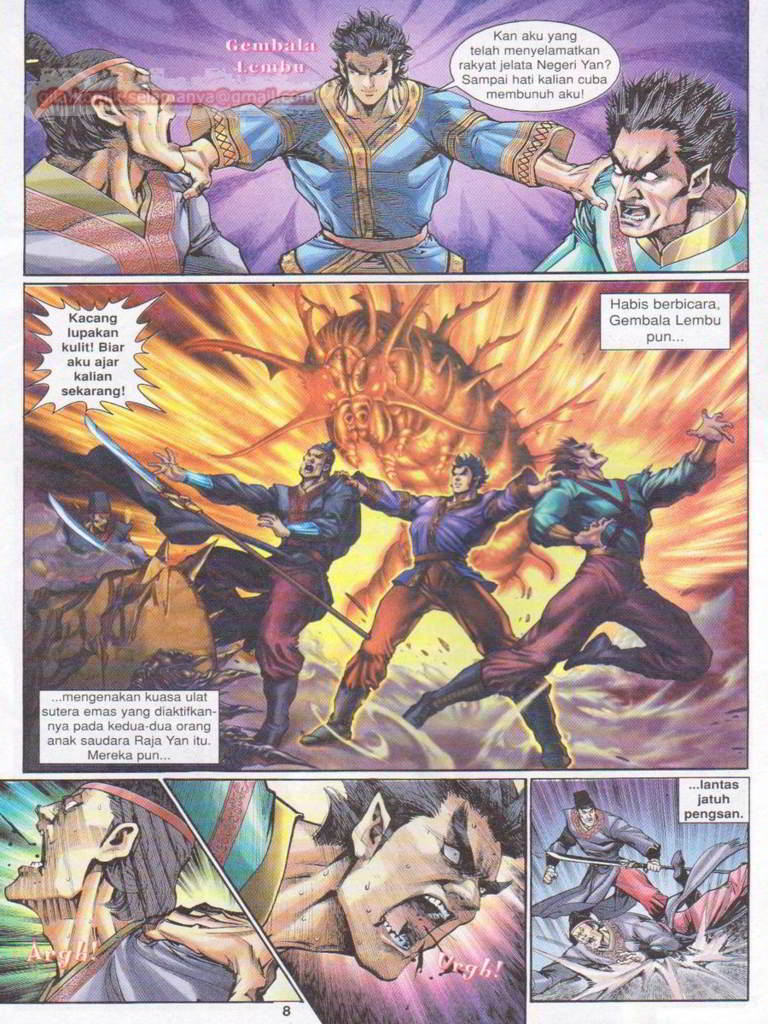 Gembala
Lembu
Kan aku yang
telah menyelamatkan
rakyat jelata Negeri Yan?
Sampai hati kalian cuba
membunuh aku!
Kacang
lupakan
kulit! Biar
aku ajar
kalian
sekarang!
Habis berbicara,
Gembala Lembu
pun...
...mengenakan kuasa ulat
sutera emas yang diaktifkan-
nya pada kedua-dua orang
anak saudara Raja Yan itu.
Mereka pun...
Argh!
Urgh!
...lantas
jatuh
pengsan.
8